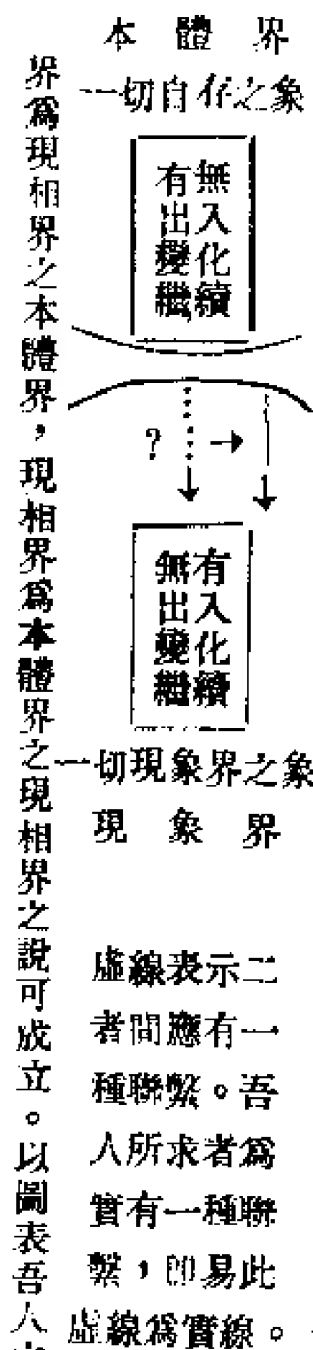 本體界
一切自存之象
有無
出入
變化
繼續
?
無有
出入
變化
繼續
一切現象界之象
現象界
虛線表示二
者間應有一
種聯繫。吾
人所求者爲
實有一種聯
繫，即易此
虛線爲實線。
界爲現相界之本體界，現相界爲本體界之現相界之說可成立。以圖表吾人